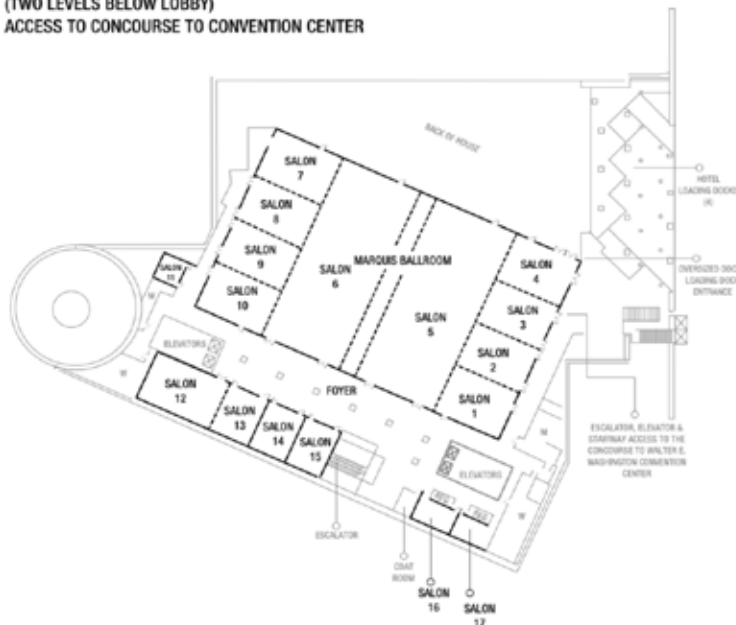 (TWO LEVELS BELOW LOBBY)
ACCESS TO CONCOURSE TO CONVENTION CENTER
BACK OF HOUSE
HOTEL
LOADING DOCKS
(4)
SALON
7
SALON
8
SALON
9
SALON
10
SALON
11
MARQUIS BALLROOM
SALON
6
SALON
5
SALON
4
SALON
3
SALON
2
SALON
1
LOADING DOCK
ENTRANCE
M
ELEVATORS
W
FOYER
SALON
12
SALON
13
SALON
14
SALON
15
ESCALATOR, ELEVATOR &
STAIRWAY ACCESS TO THE
CONCOURSE TO WALTER E.
WASHINGTON CONVENTION
CENTER
M
ELEVATORS
W
ESCALATOR
COAT
ROOM
SALON
16
SALON
17